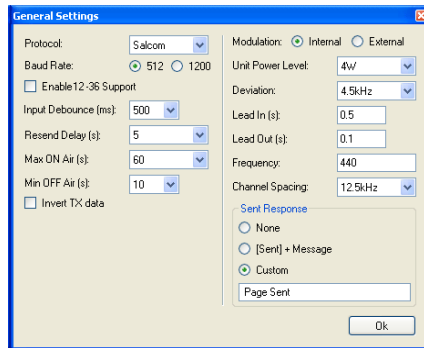 General Settings
Protocol: Salcom
Baud Rate: 512 1200
Enable12 -36 Support
Input Debounce (ms): 500
Resend Delay (s): 5
Max ON Air (s): 60
Min OFF Air (s): 10
Invert TX data
Modulation: Internal External
Unit Power Level: 4W
Deviation: 4.5kHz
Lead In (s): 0.5
Lead Out (s): 0.1
Frequency: 440
Channel Spacing: 12.5kHz
Sent Response
None
[Sent] + Message
Custom
Page Sent
Ok